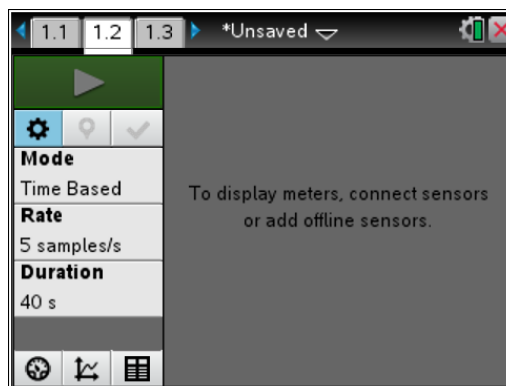 1.1 1.2 1.3 *Unsaved
Mode
Time Based
Rate
5 samples/s
Duration
40 s
To display meters, connect sensors
or add offline sensors.